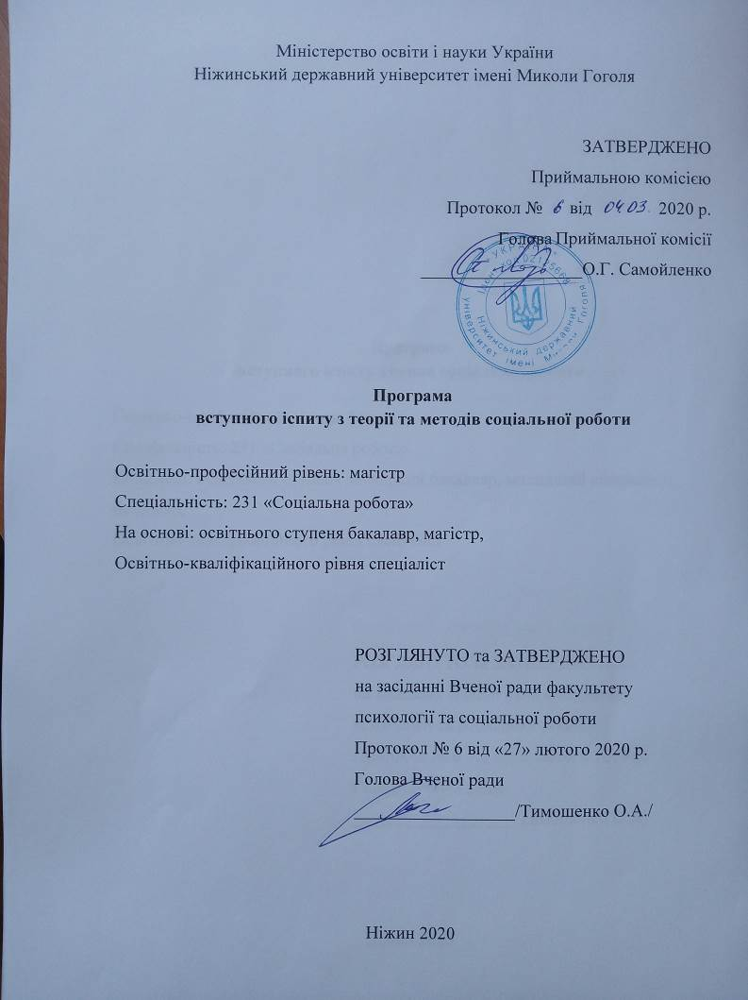 Міністерство освіти і науки України
Ніжинський державний університет імені Миколи Гоголя
ЗАТВЕРДЖЕНО
Приймальною комісією
Протокол № 6 від 04.03. 2020 р.
Голова Приймальної комісії
О.Г. Самойленко
УКРАЇНА
Ніжинський державний
університет імені Миколи Гоголя
Програма
вступного іспиту з теорії та методів соціальної роботи
Освітньо-професійний рівень: магістр
Спеціальність: 231 «Соціальна робота»
На основі: освітнього ступеня бакалавр, магістр,
Освітньо-кваліфікаційного рівня спеціаліст
РОЗГЛЯНУТО та ЗАТВЕРДЖЕНО
на засіданні Вченої ради факультету
психології та соціальної роботи
Протокол № 6 від «27» лютого 2020 р.
Голова Вченої ради
/Тимошенко О.А./
Ніжин 2020